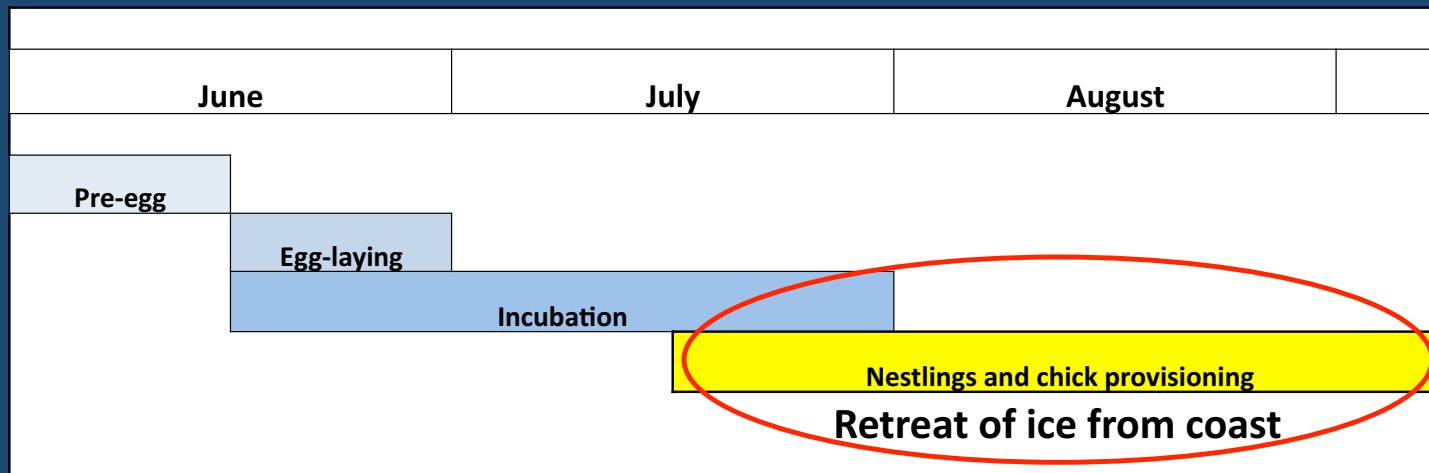 June July August
Pre-egg
Egg-laying
Incubation
Nestlings and chick provisioning
Retreat of ice from coast